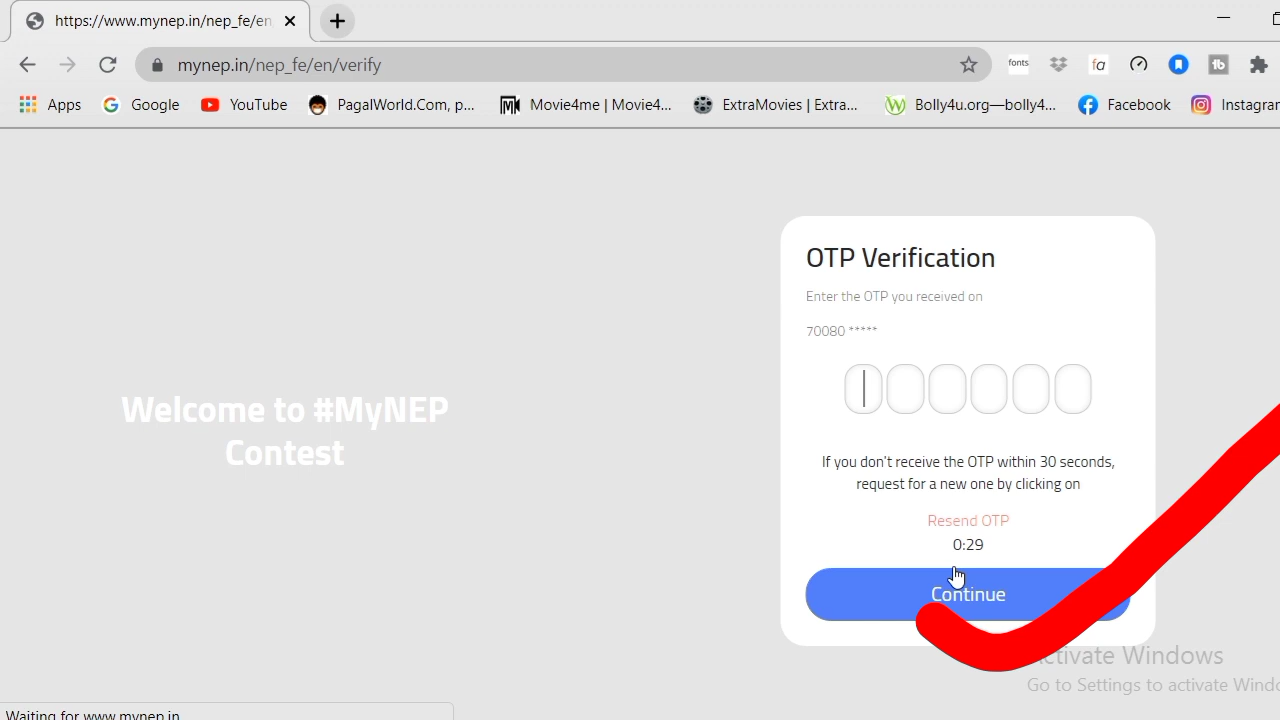 https://www.mynep.in/nep_fe/en
mynep.in/nep_fe/en/verify
fonts
fa
tb
Apps
Google
YouTube
PagalWorld.Com, p...
Movie4me | Movie4...
ExtraMovies | Extra...
Bolly4u.org—Bolly4...
Facebook
Instagram
OTP Verification
Enter the OTP you received on
70080 *****
Welcome to #MyNEP
Contest
If you don't receive the OTP within 30 seconds,
request for a new one by clicking on
Resend OTP
0:29
Continue
Activate Windows
Go to Settings to activate Windo
Waiting for www.mynep.in